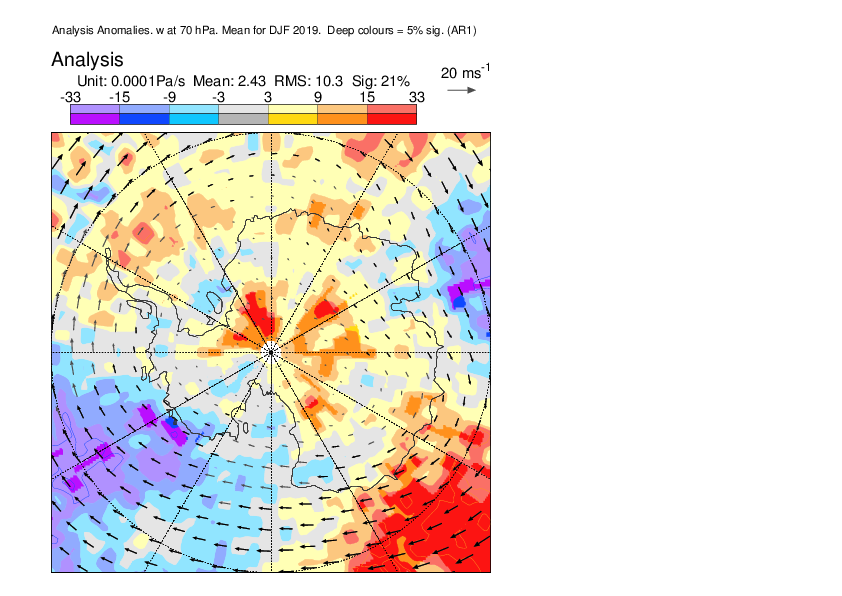 Analysis Anomalies. w at 70 hPa. Mean for DJF 2019.  Deep colours = 5% sig. (AR1)
Analysis
20 ms-1
Unit: 0.0001Pa/s  Mean: 2.43  RMS: 10.3  Sig: 21%
-33 -15 -9 -3 3 9 15 33